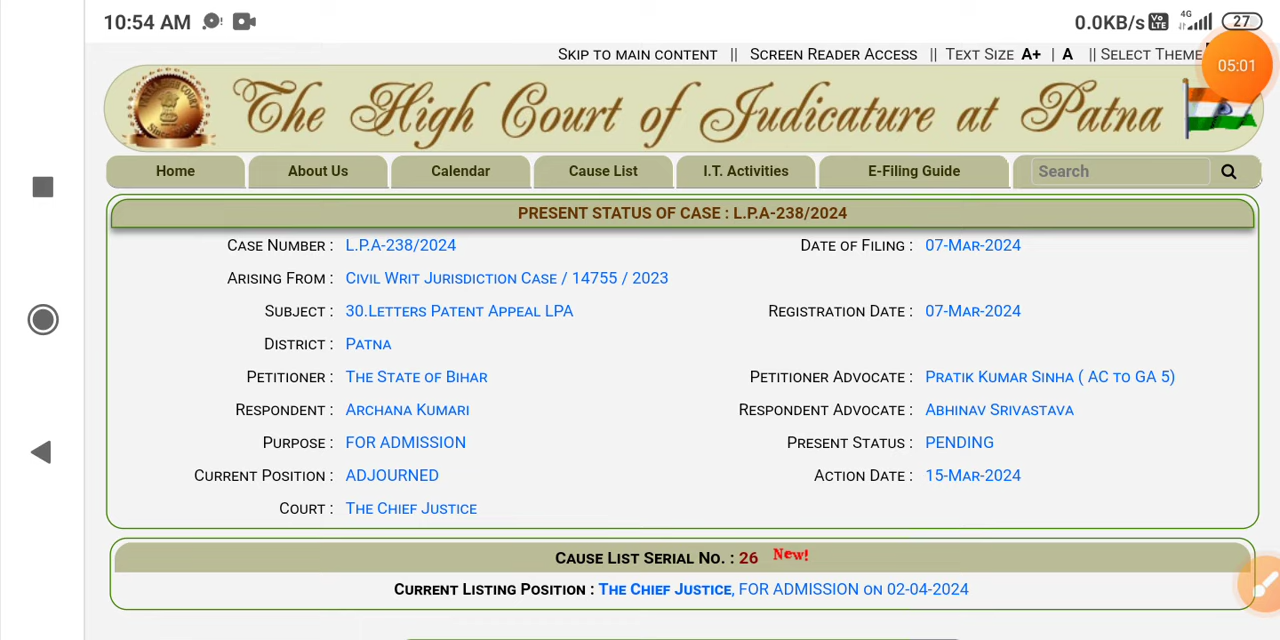 10:54 AM
0.0KB/s Vo LTE 4G 27
SKIP TO MAIN CONTENT || SCREEN READER ACCESS || TEXT SIZE A+ | A || SELECT THEME
05:01
The High Court of Judicature at Patna
Home About Us Calendar Cause List I.T. Activities E-Filing Guide Search
PRESENT STATUS OF CASE : L.P.A-238/2024
CASE NUMBER : L.P.A-238/2024 DATE OF FILING : 07-MAR-2024
ARISING FROM : CIVIL WRIT JURISDICTION CASE / 14755 / 2023
SUBJECT : 30.LETTERS PATENT APPEAL LPA REGISTRATION DATE : 07-MAR-2024
DISTRICT : PATNA
PETITIONER : THE STATE OF BIHAR PETITIONER ADVOCATE : PRATIK KUMAR SINHA ( AC TO GA 5)
RESPONDENT : ARCHANA KUMARI RESPONDENT ADVOCATE : ABHINAV SRIVASTAVA
PURPOSE : FOR ADMISSION PRESENT STATUS : PENDING
CURRENT POSITION : ADJOURNED ACTION DATE : 15-MAR-2024
COURT : THE CHIEF JUSTICE
CAUSE LIST SERIAL NO. : 26 New!
CURRENT LISTING POSITION : THE CHIEF JUSTICE, FOR ADMISSION ON 02-04-2024